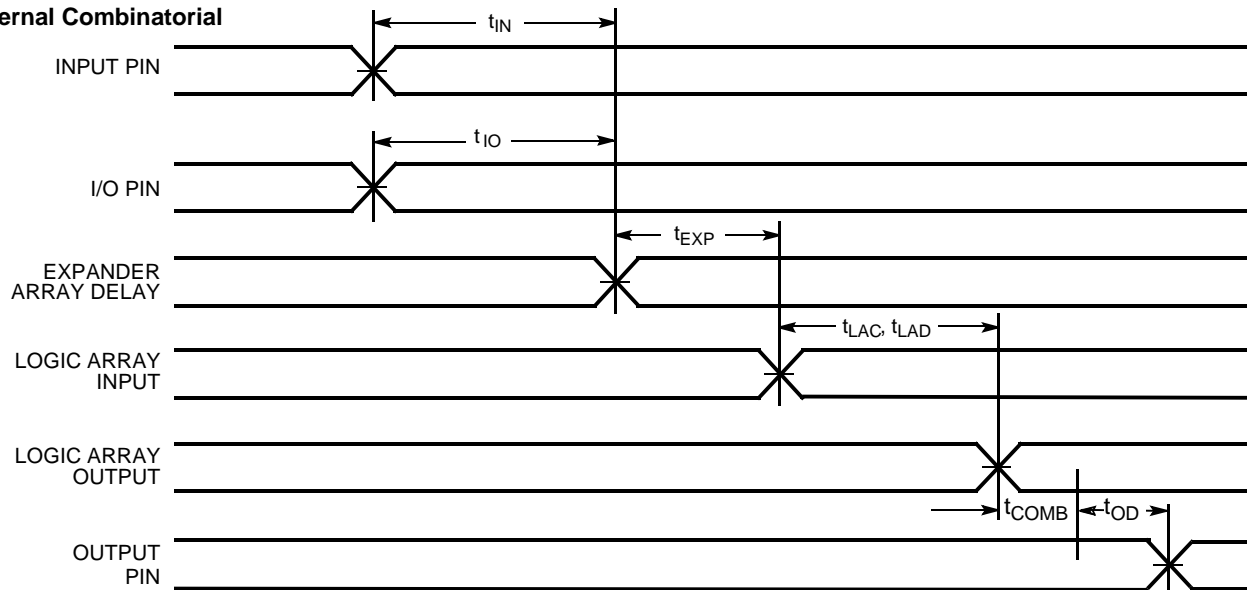 ernal Combinatorial
tIN
INPUT PIN
tIO
I/O PIN
tEXP
EXPANDER
ARRAY DELAY
tLAC, tLAD
LOGIC ARRAY
INPUT
LOGIC ARRAY
OUTPUT
tCOMB
tOD
OUTPUT
PIN